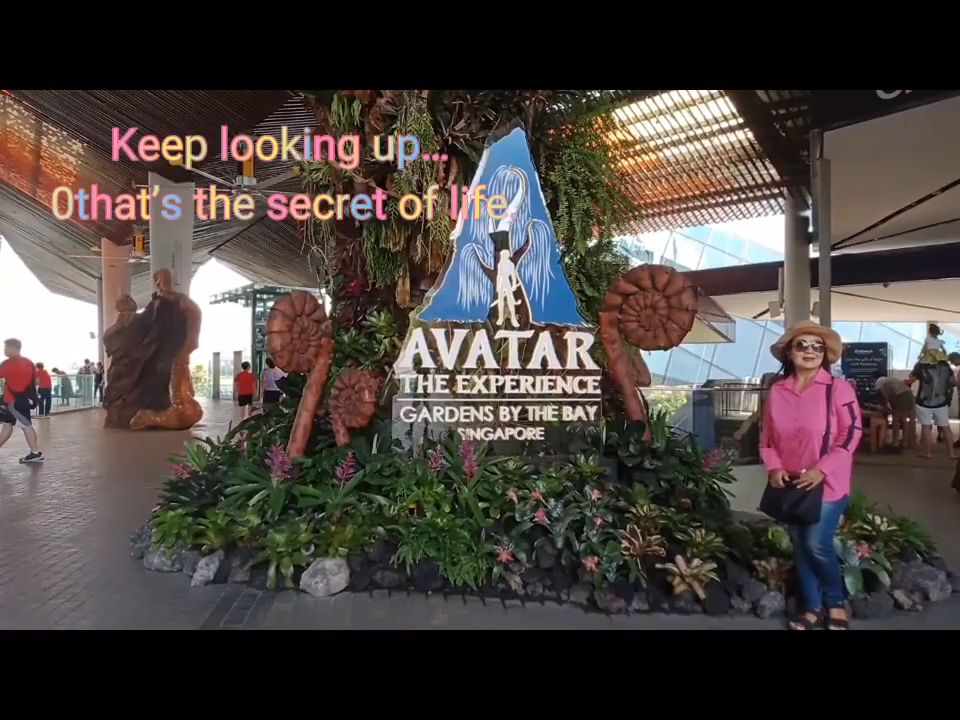 Keep looking up...
0that's the secret of life
AVATAR
THE EXPERIENCE
GARDENS BY THE BAY
SINGAPORE